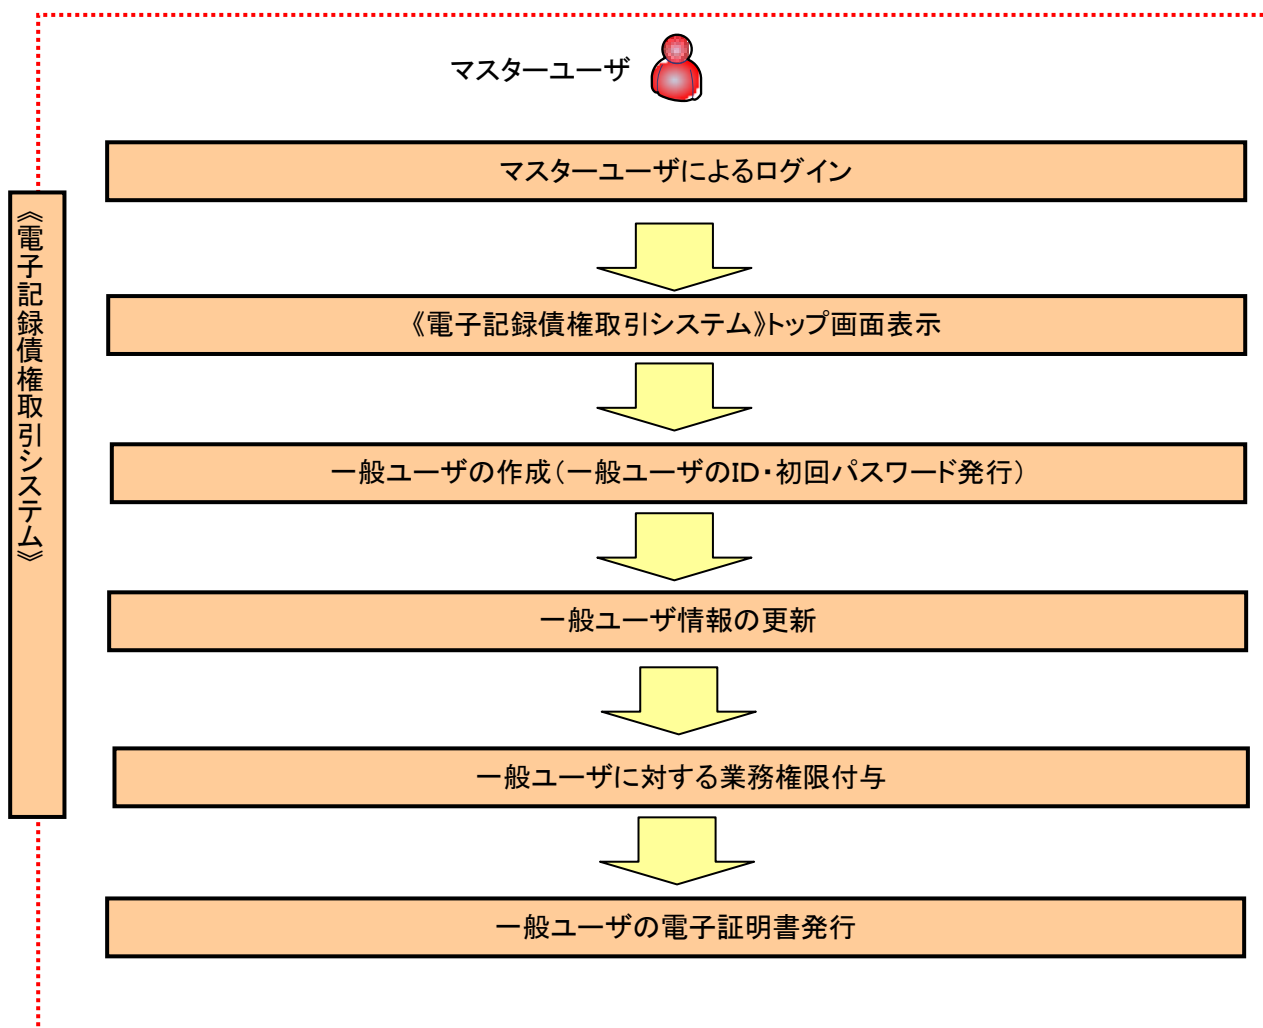 マスターユーザ
マスターユーザによるログイン
《電子記録債権取引システム》
《電子記録債権取引システム》トップ画面表示
一般ユーザの作成（一般ユーザのID・初回パスワード発行）
一般ユーザ情報の更新
一般ユーザに対する業務権限付与
一般ユーザの電子証明書発行